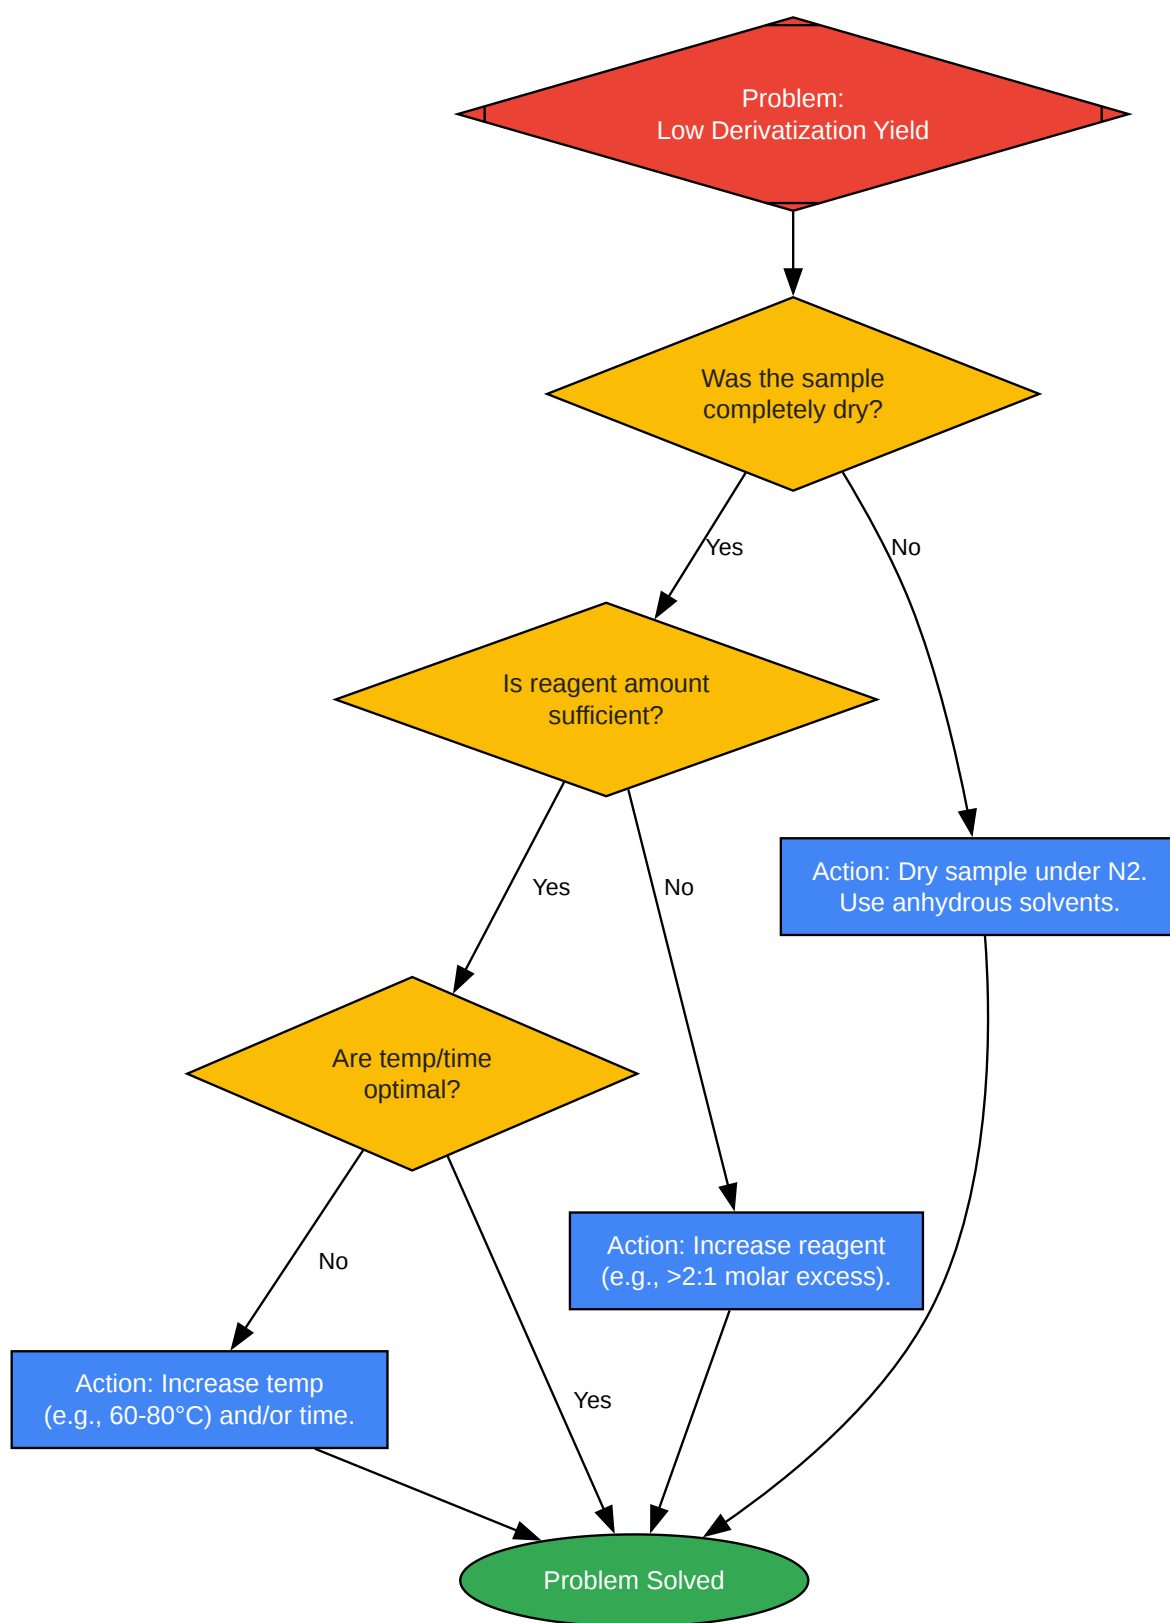 Problem:
Low Derivatization Yield
Was the sample
completely dry?
Yes
No
Is reagent amount
sufficient?
Yes
No
Action: Dry sample under N2.
Use anhydrous solvents.
Are temp/time
optimal?
No
Yes
Action: Increase reagent
(e.g., >2:1 molar excess).
Action: Increase temp
(e.g., 60-80°C) and/or time.
Problem Solved